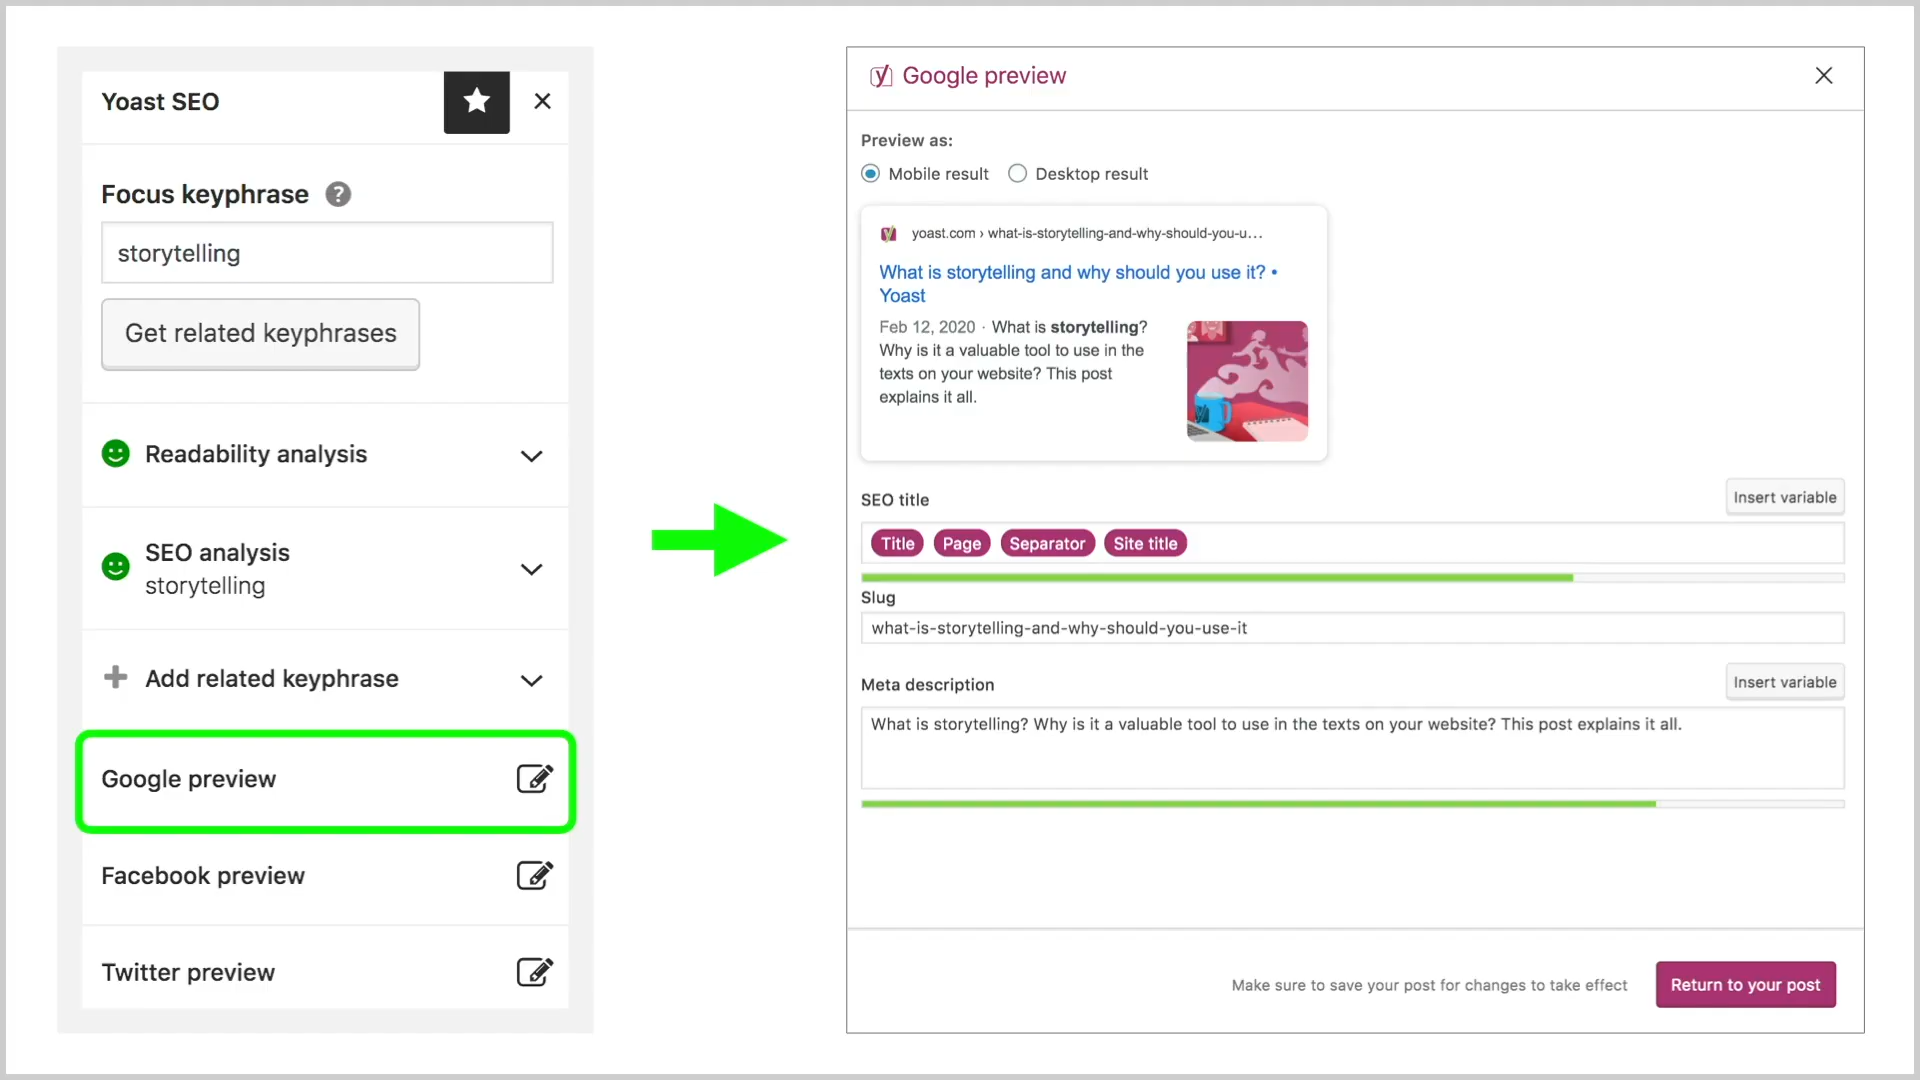 Yoast SEO
Focus keyphrase
storytelling
Get related keyphrases
Readability analysis
SEO analysis
storytelling
Add related keyphrase
Google preview
Facebook preview
Twitter preview
Google preview
Preview as:
Mobile result
Desktop result
yoast.com › what-is-storytelling-and-why-should-you-u...
What is storytelling and why should you use it? •
Yoast
Feb 12, 2020 · What is storytelling?
Why is it a valuable tool to use in the
texts on your website? This post
explains it all.
SEO title
Insert variable
Title Page Separator Site title
Slug
what-is-storytelling-and-why-should-you-use-it
Meta description
Insert variable
What is storytelling? Why is it a valuable tool to use in the texts on your website? This post explains it all.
Make sure to save your post for changes to take effect
Return to your post